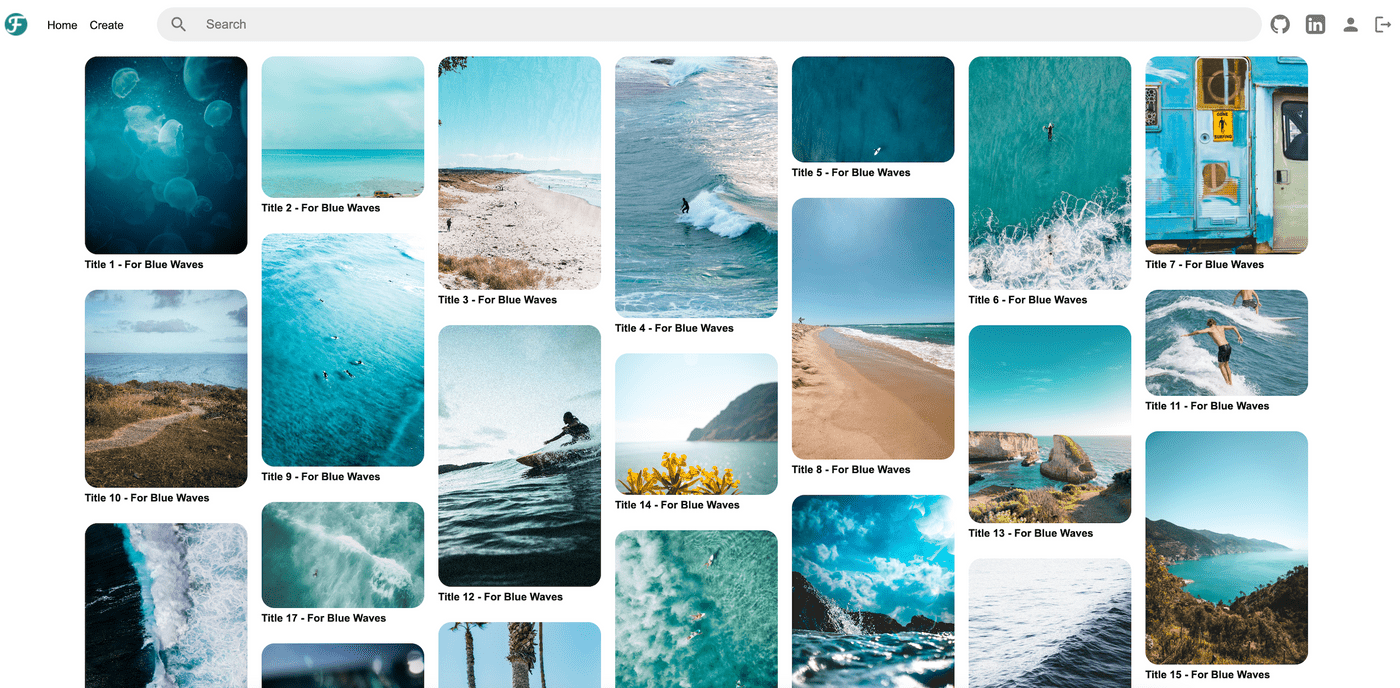 Home
Create
Search
Title 1 - For Blue Waves
Title 2 - For Blue Waves
Title 3 - For Blue Waves
Title 4 - For Blue Waves
Title 5 - For Blue Waves
Title 6 - For Blue Waves
GONE
SURFING
Title 7 - For Blue Waves
Title 10 - For Blue Waves
Title 9 - For Blue Waves
Title 12 - For Blue Waves
Title 14 - For Blue Waves
Title 8 - For Blue Waves
Title 13 - For Blue Waves
Title 11 - For Blue Waves
Title 17 - For Blue Waves
Title 15 - For Blue Waves
in
F